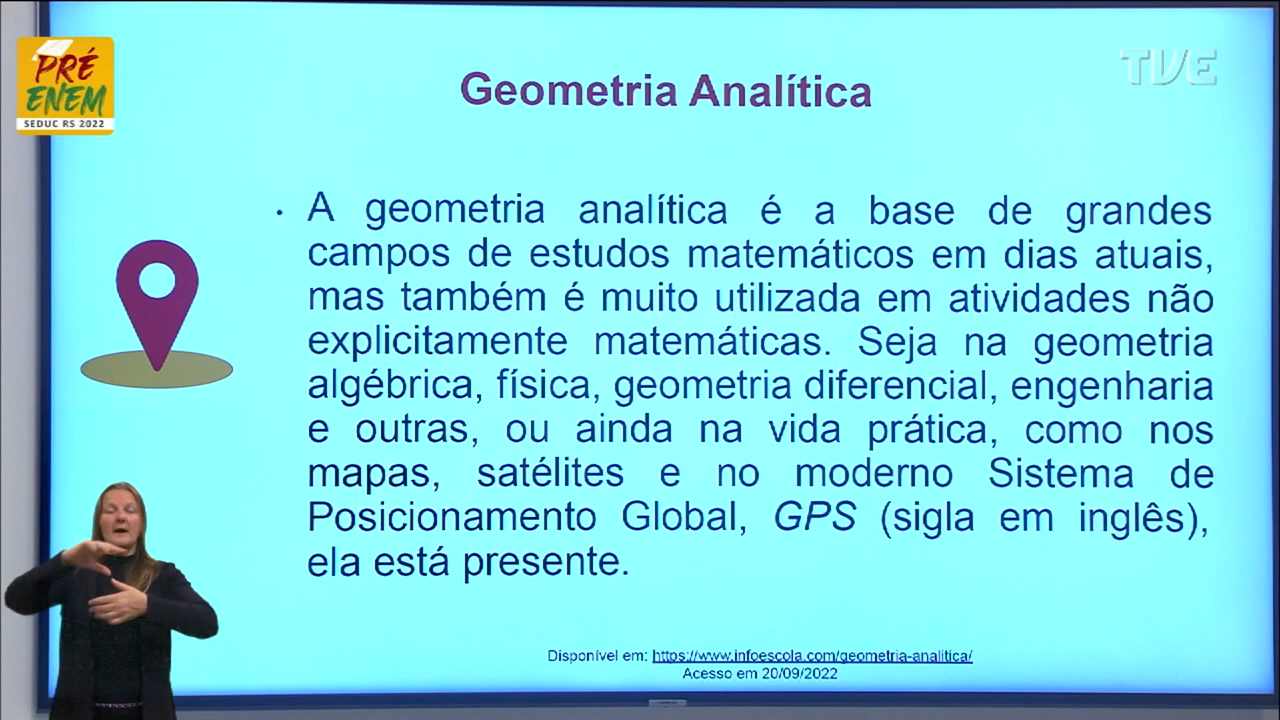 PRÉ
ENEM
SEDUC RS 2022
TVE
Geometria Analítica
· A geometria analítica é a base de grandes
campos de estudos matemáticos em dias atuais,
mas também é muito utilizada em atividades não
explicitamente matemáticas. Seja na geometria
algébrica, física, geometria diferencial, engenharia
e outras, ou ainda na vida prática, como nos
mapas, satélites e no moderno Sistema de
Posicionamento Global, GPS (sigla em inglês),
ela está presente.
Disponível em: https://www.infoescola.com/geometria-analitica/
Acesso em 20/09/2022